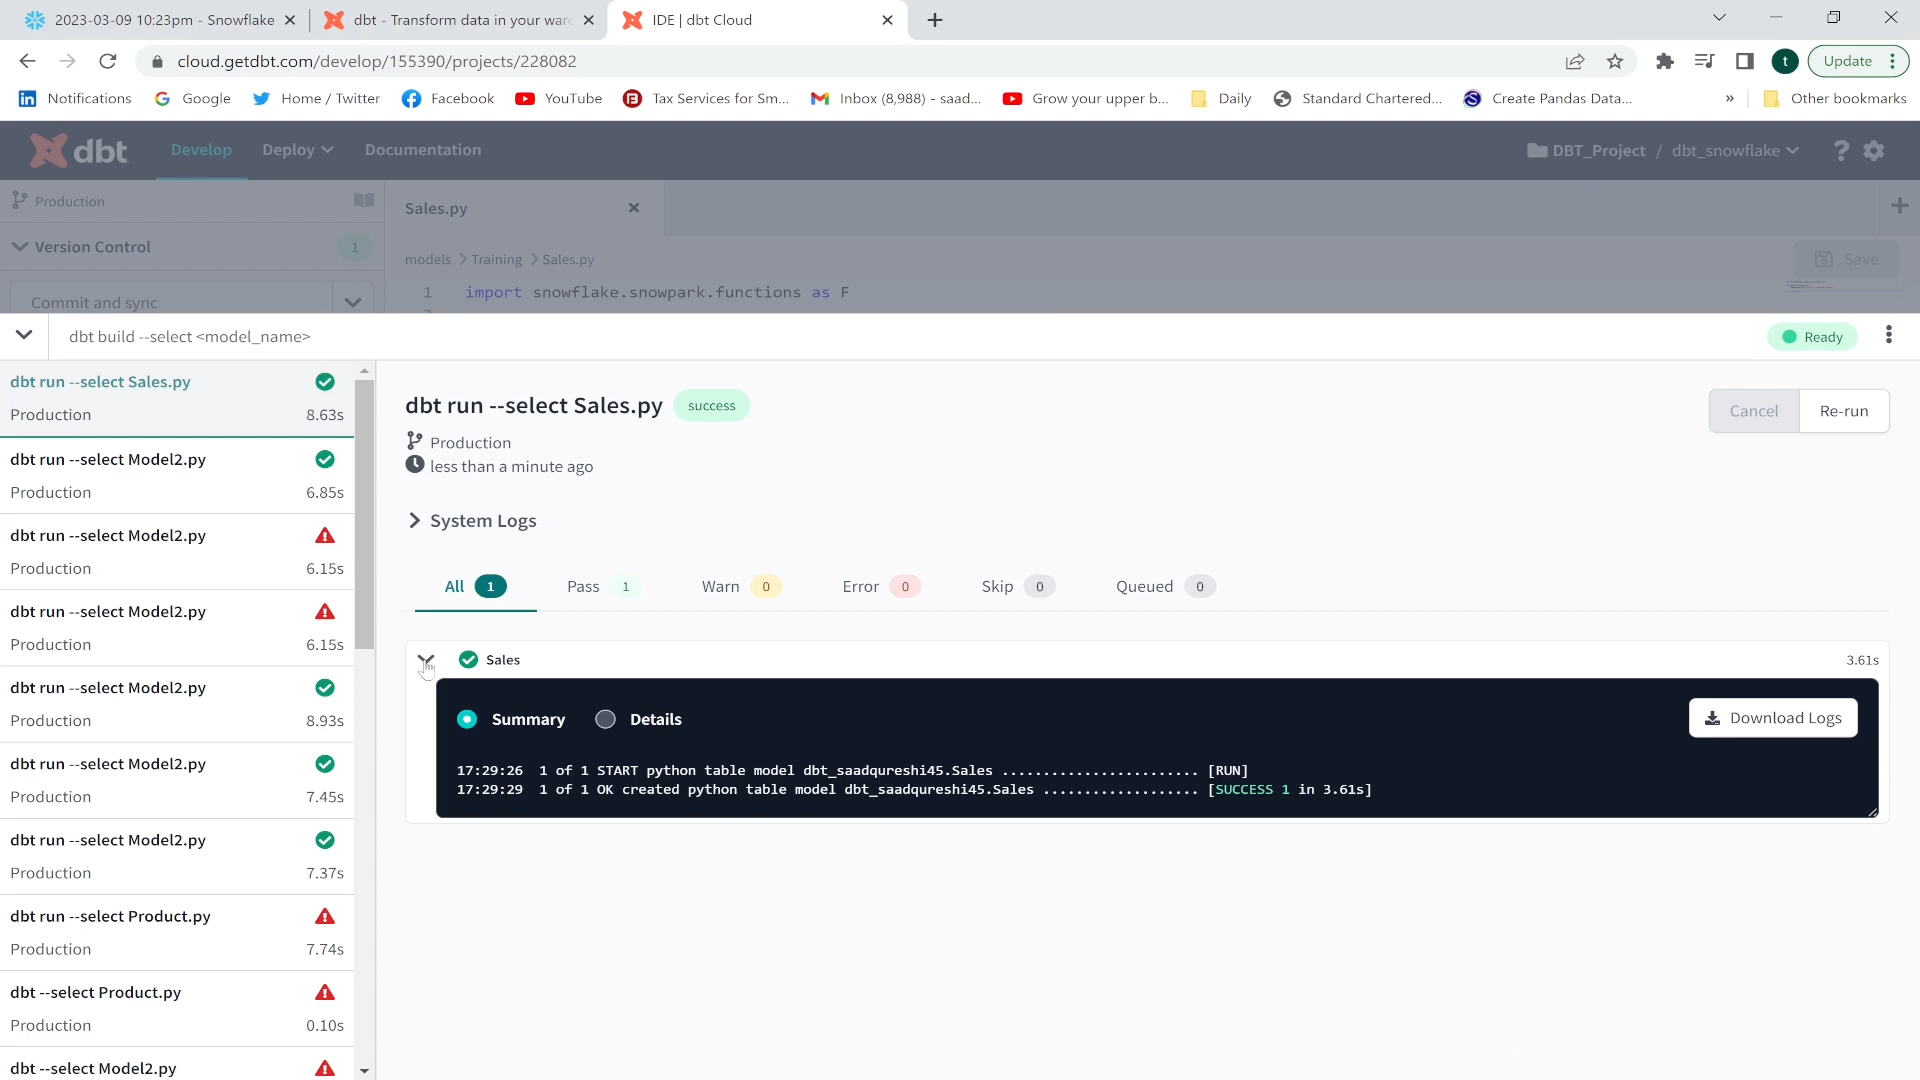 2023-03-09 10:23pm - Snowflake
dbt - Transform data in your ware
IDE | dbt Cloud
cloud.getdbt.com/develop/155390/projects/228082
t
Update
Notifications
Google
Home / Twitter
Facebook
YouTube
Tax Services for Sm...
Inbox (8,988) - saad...
Grow your upper b...
Daily
Standard Chartered...
Create Pandas Data...
»
Other bookmarks
dbt
Develop
Deploy
Documentation
DBT_Project / dbt_snowflake
Production
Sales.py
Version Control
1
models > Training > Sales.py
Save
Commit and sync
1 import snowflake.snowpark.functions as F
dbt build --select <model_name>
Ready
dbt run --select Sales.py
Production 8.63s
dbt run --select Model2.py
Production 6.85s
dbt run --select Model2.py
Production 6.15s
dbt run --select Model2.py
Production 6.15s
dbt run --select Model2.py
Production 8.93s
dbt run --select Model2.py
Production 7.45s
dbt run --select Model2.py
Production 7.37s
dbt run --select Product.py
Production 7.74s
dbt --select Product.py
Production 0.10s
dbt --select Model2.py
dbt run --select Sales.py success
Cancel
Re-run
Production
less than a minute ago
System Logs
All 1
Pass 1
Warn 0
Error 0
Skip 0
Queued 0
Sales
3.61s
Summary
Details
Download Logs
17:29:26 1 of 1 START python table model dbt_saadqureshi45.Sales ........................ [RUN]
17:29:29 1 of 1 OK created python table model dbt_saadqureshi45.Sales ................... [SUCCESS 1 in 3.61s]